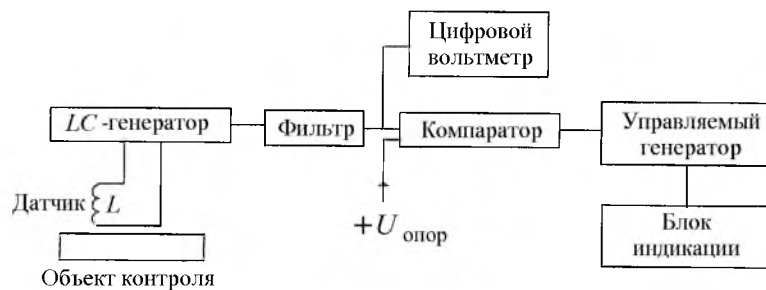 Цифровой
вольтметр
LC-генератор
Фильтр
Компаратор
Управляемый
генератор
Датчик
L
+U опор
Блок
индикации
Объект контроля